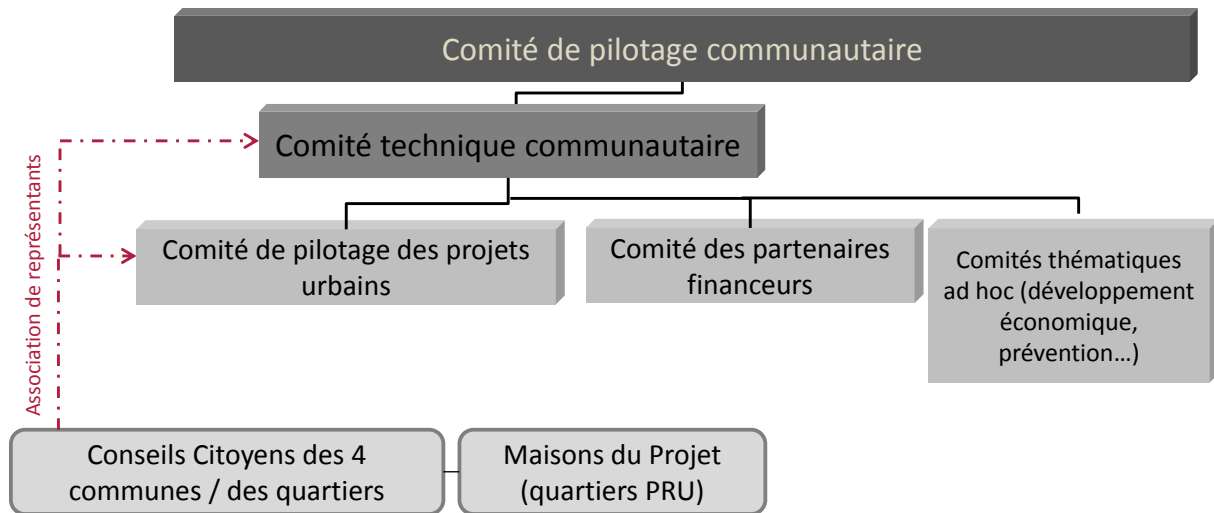 Comité de pilotage communautaire
Comité technique communautaire
Association de représentants
Comité de pilotage des projets
urbains
Comité des partenaires
financeurs
Comités thématiques
ad hoc (développement
économique,
prévention…)
Conseils Citoyens des 4
communes / des quartiers
Maisons du Projet
(quartiers PRU)